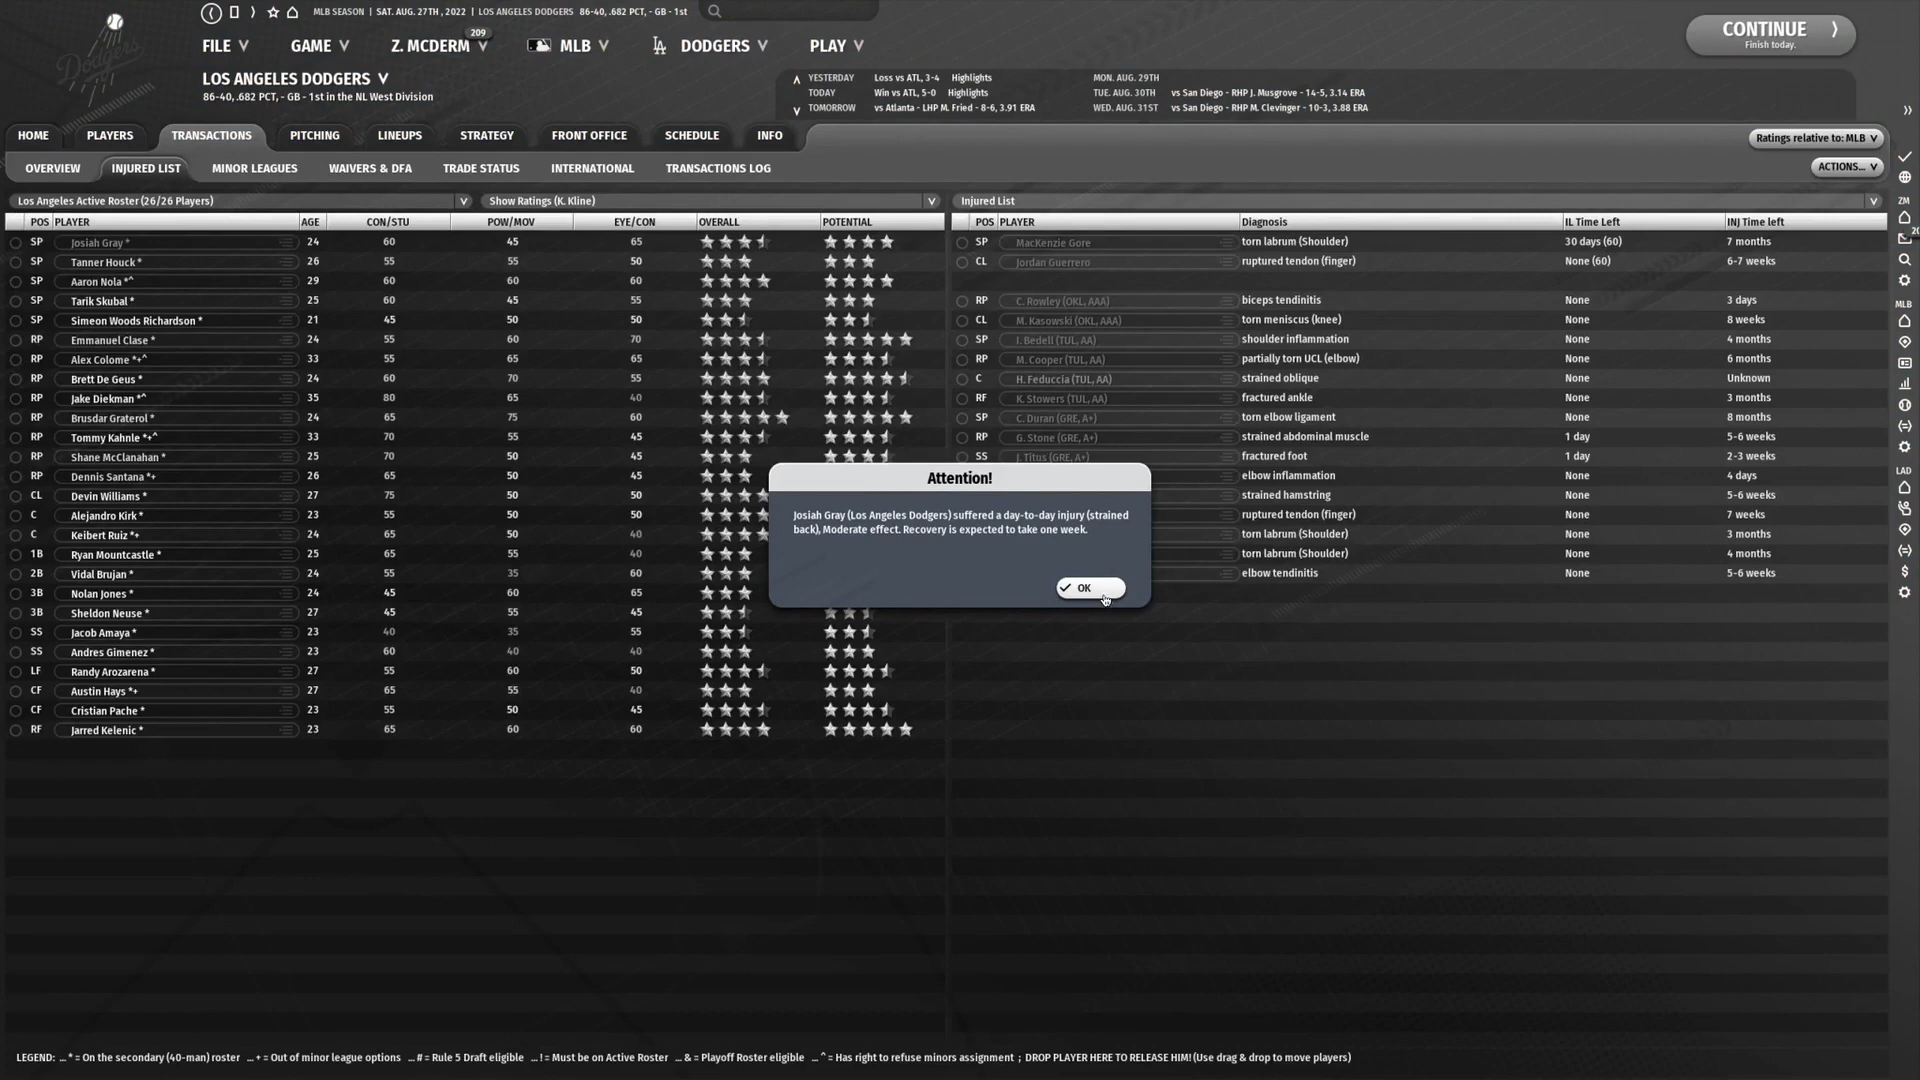 MLB SEASON | SAT. AUG. 27TH , 2022 | LOS ANGELES DODGERS 86-40, .682 PCT, - GB - 1st
209
FILE GAME Z. MCDERM MLB LA DODGERS PLAY
CONTINUE
Finish today.
Dodgers
LOS ANGELES DODGERS
86-40, .682 PCT, - GB - 1st in the NL West Division
YESTERDAY Loss vs ATL, 3-4 Highlights MON. AUG. 29TH
TODAY Win vs ATL, 5-0 Highlights TUE. AUG. 30TH vs San Diego - RHP J. Musgrove - 14-5, 3.14 ERA
TOMORROW vs Atlanta - LHP M. Fried - 8-6, 3.91 ERA WED. AUG. 31ST vs San Diego - RHP M. Clevinger - 10-3, 3.88 ERA
HOME PLAYERS TRANSACTIONS PITCHING LINEUPS STRATEGY FRONT OFFICE SCHEDULE INFO
Ratings relative to: MLB
OVERVIEW INJURED LIST MINOR LEAGUES WAIVERS & DFA TRADE STATUS INTERNATIONAL TRANSACTIONS LOG
ACTIONS...
Los Angeles Active Roster (26/26 Players) Show Ratings (K. Kline)
POS PLAYER AGE CON/STU POW/MOV EYE/CON OVERALL POTENTIAL
SP Josiah Gray * 24 60 45 65
SP Tanner Houck * 26 55 55 50
SP Aaron Nola *^ 29 60 60 60
SP Tarik Skubal * 25 60 45 55
SP Simeon Woods Richardson * 21 45 50 50
RP Emmanuel Clase * 24 55 60 70
RP Alex Colome *+^ 33 55 65 65
RP Brett De Geus * 24 60 70 55
RP Jake Diekman *^ 35 80 65 40
RP Brusdar Graterol * 24 65 75 60
RP Tommy Kahnle *+^ 33 70 55 45
RP Shane McClanahan * 25 70 50 45
RP Dennis Santana *+ 26 65 50 45
CL Devin Williams * 27 75 50 50
C Alejandro Kirk * 23 55 50 50
C Keibert Ruiz *+ 24 65 50 40
1B Ryan Mountcastle * 25 65 55 40
2B Vidal Brujan * 24 55 35 60
3B Nolan Jones * 24 45 60 65
3B Sheldon Neuse * 27 45 55 45
SS Jacob Amaya * 23 40 35 55
SS Andres Gimenez * 23 60 40 40
LF Randy Arozarena * 27 55 60 50
CF Austin Hays *+ 27 65 55 40
CF Cristian Pache * 23 55 50 45
RF Jarred Kelenic * 23 65 60 60
Injured List
POS PLAYER Diagnosis IL Time Left INJ Time left
SP MacKenzie Gore torn labrum (Shoulder) 30 days (60) 7 months
CL Jordan Guerrero ruptured tendon (finger) None (60) 6-7 weeks
RP C. Rowley (OKL, AAA) biceps tendinitis None 3 days
CL M. Kasowski (OKL, AAA) torn meniscus (knee) None 8 weeks
SP I. Bedell (TUL, AA) shoulder inflammation None 4 months
RP M. Cooper (TUL, AA) partially torn UCL (elbow) None 6 months
C H. Feduccia (TUL, AA) strained oblique None Unknown
RF K. Stowers (TUL, AA) fractured ankle None 3 months
SP C. Duran (GRE, A+) torn elbow ligament None 8 months
RP G. Stone (GRE, A+) strained abdominal muscle 1 day 5-6 weeks
SS J. Titus (GRE, A+) fractured foot 1 day 2-3 weeks
elbow inflammation None 4 days
strained hamstring None 5-6 weeks
ruptured tendon (finger) None 7 weeks
torn labrum (Shoulder) None 3 months
torn labrum (Shoulder) None 4 months
elbow tendinitis None 5-6 weeks
Attention!
Josiah Gray (Los Angeles Dodgers) suffered a day-to-day injury (strained
back), Moderate effect. Recovery is expected to take one week.
OK
ZM
20
MLB
LAD
LEGEND: ... * = On the secondary (40-man) roster ... + = Out of minor league options ... # = Rule 5 Draft eligible ... ! = Must be on Active Roster ... & = Playoff Roster eligible ... ^ = Has right to refuse minors assignment ; DROP PLAYER HERE TO RELEASE HIM! (Use drag & drop to move players)